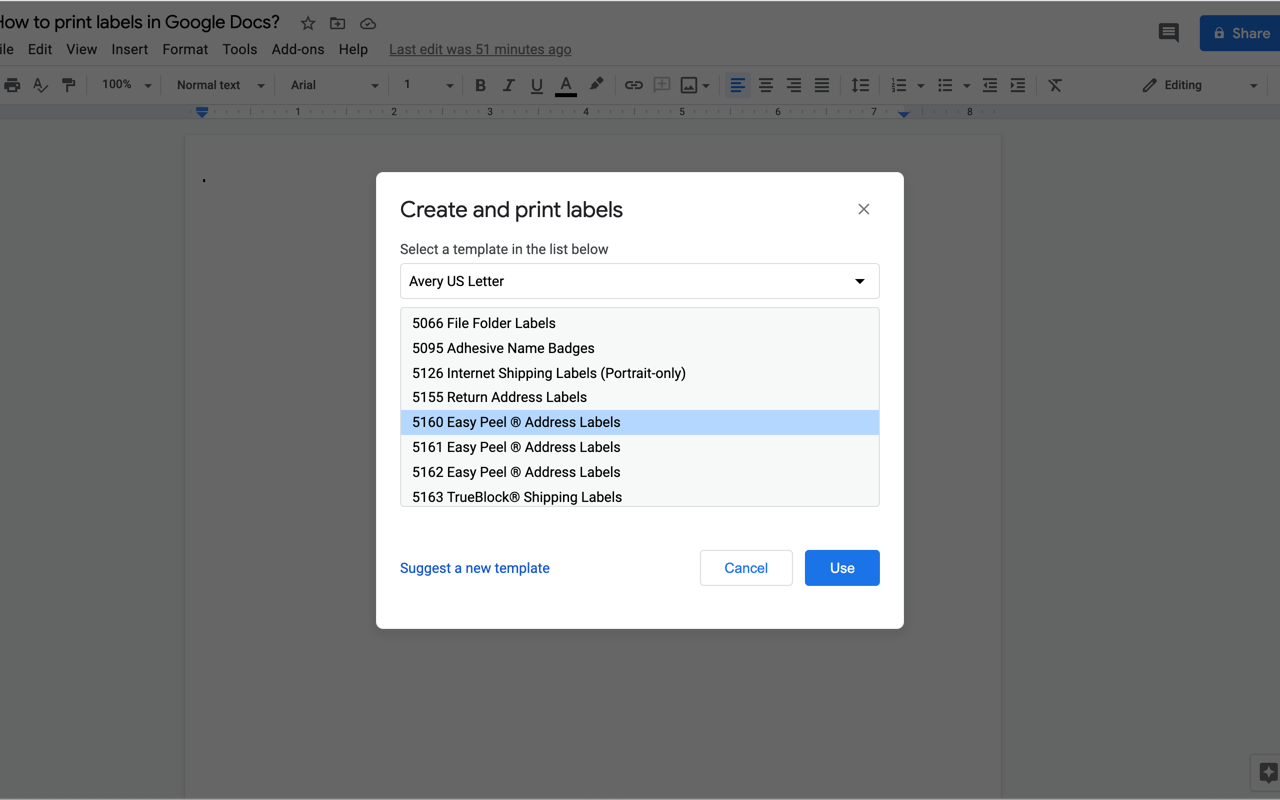 How to print labels in Google Docs?
ile Edit View Insert Format Tools Add-ons Help Last edit was 51 minutes ago
Share
100% Normal text Arial 1 B I U A Editing
1 2 3 4 5 6 7 8
Create and print labels
Select a template in the list below
Avery US Letter
5066 File Folder Labels
5095 Adhesive Name Badges
5126 Internet Shipping Labels (Portrait-only)
5155 Return Address Labels
5160 Easy Peel ® Address Labels
5161 Easy Peel ® Address Labels
5162 Easy Peel ® Address Labels
5163 TrueBlock® Shipping Labels
Suggest a new template
Cancel
Use